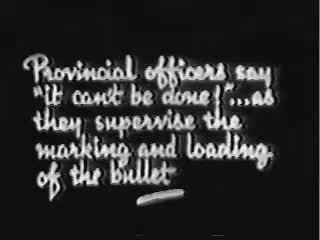 Provincial officers say
"it can't be done!"...as
they supervise the
marking and loading
of the bullet